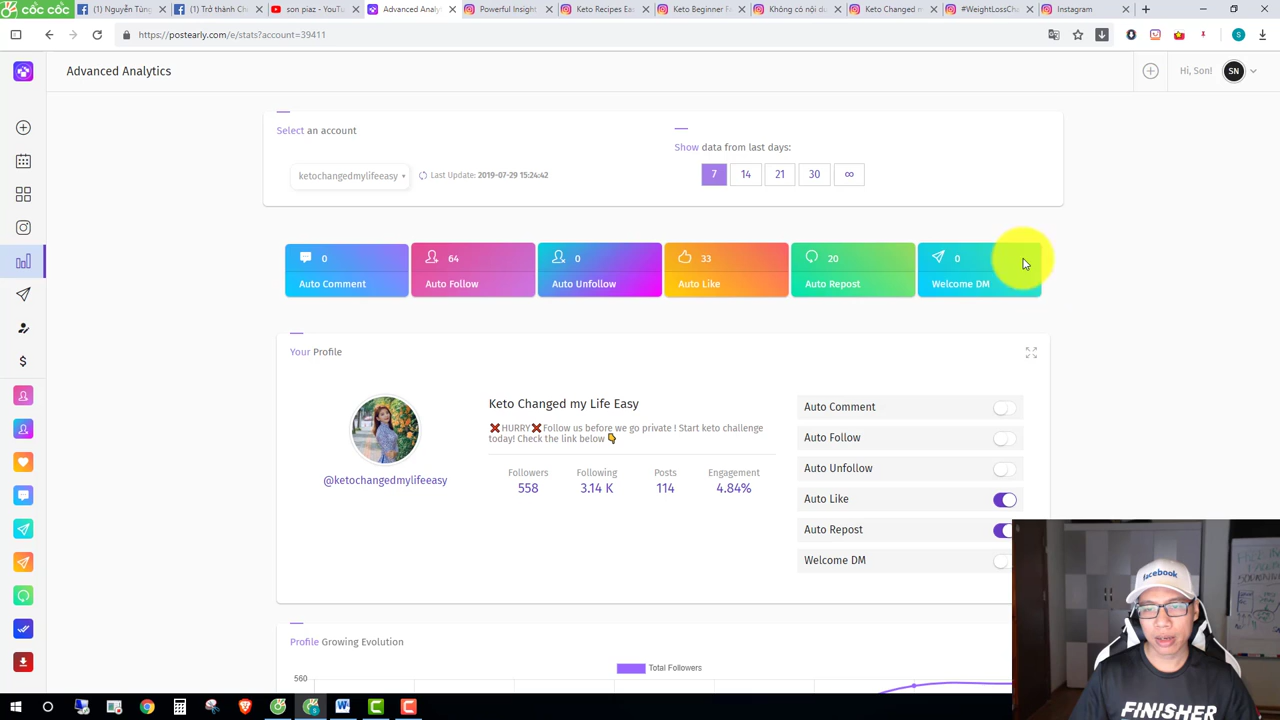 CỐC CỐC
(1) Nguyễn Tùng
(1) Trở thành Ch
son piaz - YouTu
Advanced Analy
Powerful Insight
Keto Recipes Ea
Keto Beginner F
Không có nội du
Keto Changed m
#WeightLossCha
Instagram
https://postearly.com/e/stats?account=39411
S
Advanced Analytics
Hi, Son!
SN
Select an account
Show data from last days:
ketochangedmylifeeasy
Last Update: 2019-07-29 15:24:42
7
14
21
30
∞
0
64
0
33
20
0
Auto Comment
Auto Follow
Auto Unfollow
Auto Like
Auto Repost
Welcome DM
Your Profile
Keto Changed my Life Easy
❌HURRY❌Follow us before we go private ! Start keto challenge
today! Check the link below 👇
@ketochangedmylifeeasy
Followers
Following
Posts
Engagement
558
3.14 K
114
4.84%
Auto Comment
Auto Follow
Auto Unfollow
Auto Like
Auto Repost
Welcome DM
Profile Growing Evolution
Total Followers
560
facebook
FINISHER